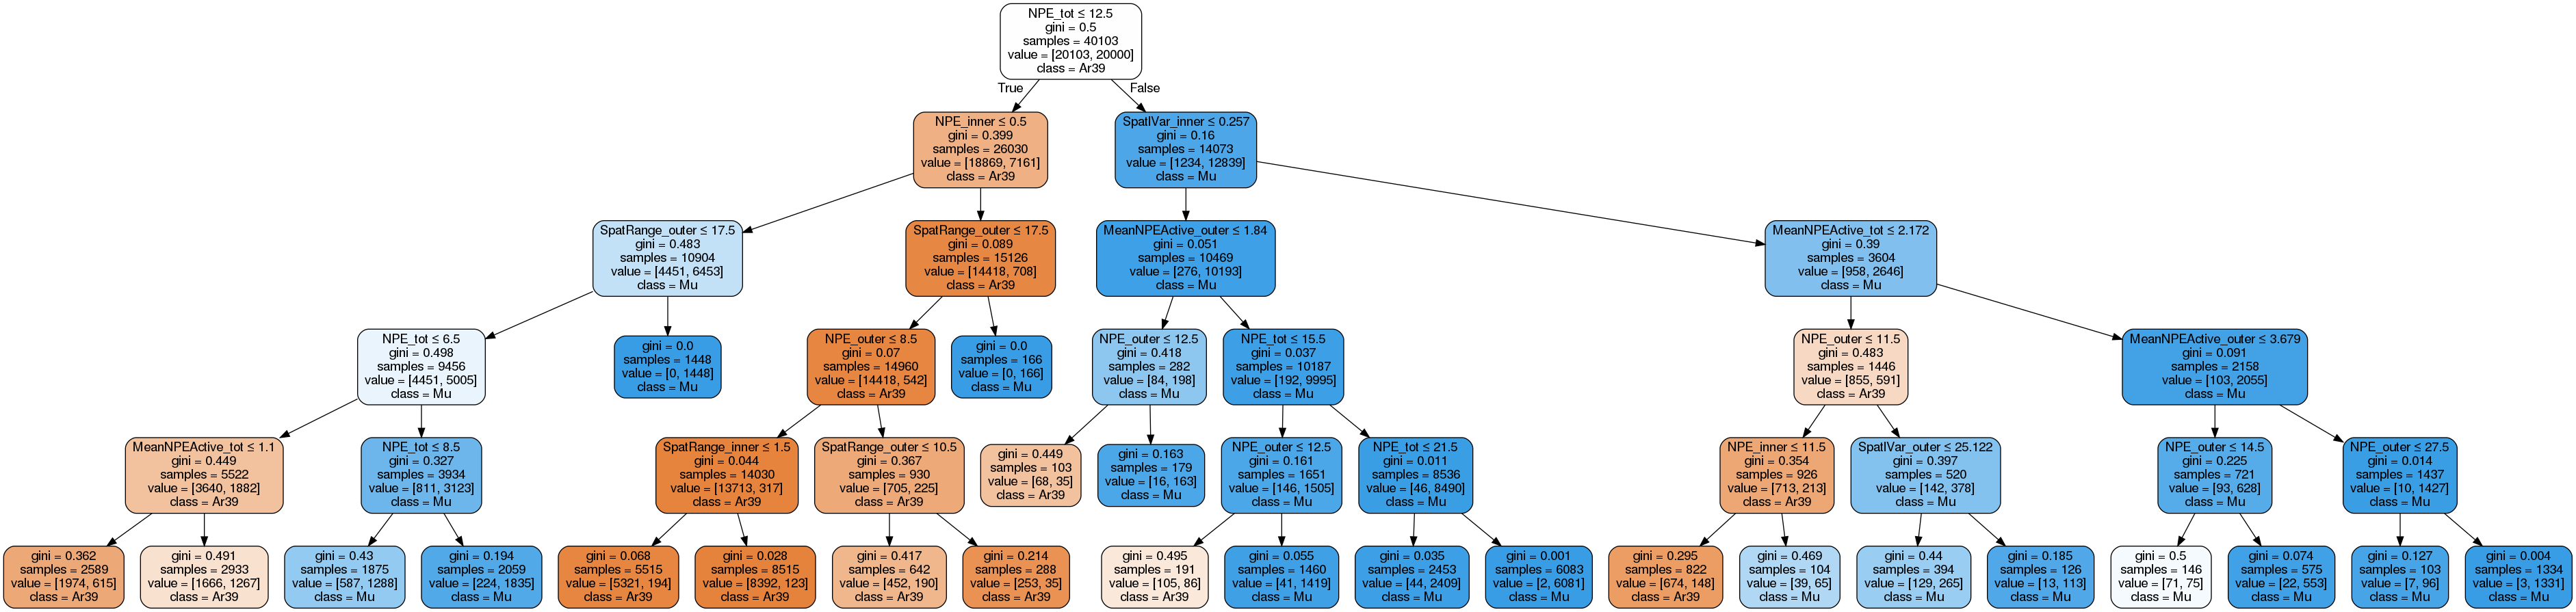 NPE_tot ≤ 12.5
gini = 0.5
samples = 40103
value = [20103, 20000]
class = Ar39
True
False
NPE_inner ≤ 0.5
gini = 0.399
samples = 26030
value = [18869, 7161]
class = Ar39
SpatlVar_inner ≤ 0.257
gini = 0.16
samples = 14073
value = [1234, 12839]
class = Mu
SpatRange_outer ≤ 17.5
gini = 0.483
samples = 10904
value = [4451, 6453]
class = Mu
SpatRange_outer ≤ 17.5
gini = 0.089
samples = 15126
value = [14418, 708]
class = Ar39
MeanNPEActive_outer ≤ 1.84
gini = 0.051
samples = 10469
value = [276, 10193]
class = Mu
MeanNPEActive_tot ≤ 2.172
gini = 0.39
samples = 3604
value = [958, 2646]
class = Mu
NPE_tot ≤ 6.5
gini = 0.498
samples = 9456
value = [4451, 5005]
class = Mu
gini = 0.0
samples = 1448
value = [0, 1448]
class = Mu
NPE_outer ≤ 8.5
gini = 0.07
samples = 14960
value = [14418, 542]
class = Ar39
gini = 0.0
samples = 166
value = [0, 166]
class = Mu
NPE_outer ≤ 12.5
gini = 0.418
samples = 282
value = [84, 198]
class = Mu
NPE_tot ≤ 15.5
gini = 0.037
samples = 10187
value = [192, 9995]
class = Mu
NPE_outer ≤ 11.5
gini = 0.483
samples = 1446
value = [855, 591]
class = Ar39
MeanNPEActive_outer ≤ 3.679
gini = 0.091
samples = 2158
value = [103, 2055]
class = Mu
MeanNPEActive_tot ≤ 1.1
gini = 0.449
samples = 5522
value = [3640, 1882]
class = Ar39
NPE_tot ≤ 8.5
gini = 0.327
samples = 3934
value = [811, 3123]
class = Mu
SpatRange_inner ≤ 1.5
gini = 0.044
samples = 14030
value = [13713, 317]
class = Ar39
SpatRange_outer ≤ 10.5
gini = 0.367
samples = 930
value = [705, 225]
class = Ar39
gini = 0.449
samples = 103
value = [68, 35]
class = Ar39
gini = 0.163
samples = 179
value = [16, 163]
class = Mu
NPE_outer ≤ 12.5
gini = 0.161
samples = 1651
value = [146, 1505]
class = Mu
NPE_tot ≤ 21.5
gini = 0.011
samples = 8536
value = [46, 8490]
class = Mu
NPE_inner ≤ 11.5
gini = 0.354
samples = 926
value = [713, 213]
class = Ar39
SpatlVar_outer ≤ 25.122
gini = 0.397
samples = 520
value = [142, 378]
class = Mu
NPE_outer ≤ 14.5
gini = 0.225
samples = 721
value = [93, 628]
class = Mu
NPE_outer ≤ 27.5
gini = 0.014
samples = 1437
value = [10, 1427]
class = Mu
gini = 0.362
samples = 2589
value = [1974, 615]
class = Ar39
gini = 0.491
samples = 2933
value = [1666, 1267]
class = Ar39
gini = 0.43
samples = 1875
value = [587, 1288]
class = Mu
gini = 0.194
samples = 2059
value = [224, 1835]
class = Mu
gini = 0.068
samples = 5515
value = [5321, 194]
class = Ar39
gini = 0.028
samples = 8515
value = [8392, 123]
class = Ar39
gini = 0.417
samples = 642
value = [452, 190]
class = Ar39
gini = 0.214
samples = 288
value = [253, 35]
class = Ar39
gini = 0.495
samples = 191
value = [105, 86]
class = Ar39
gini = 0.055
samples = 1460
value = [41, 1419]
class = Mu
gini = 0.035
samples = 2453
value = [44, 2409]
class = Mu
gini = 0.001
samples = 6083
value = [2, 6081]
class = Mu
gini = 0.295
samples = 822
value = [674, 148]
class = Ar39
gini = 0.469
samples = 104
value = [39, 65]
class = Mu
gini = 0.44
samples = 394
value = [129, 265]
class = Mu
gini = 0.185
samples = 126
value = [13, 113]
class = Mu
gini = 0.5
samples = 146
value = [71, 75]
class = Mu
gini = 0.074
samples = 575
value = [22, 553]
class = Mu
gini = 0.127
samples = 103
value = [7, 96]
class = Mu
gini = 0.004
samples = 1334
value = [3, 1331]
class = Mu